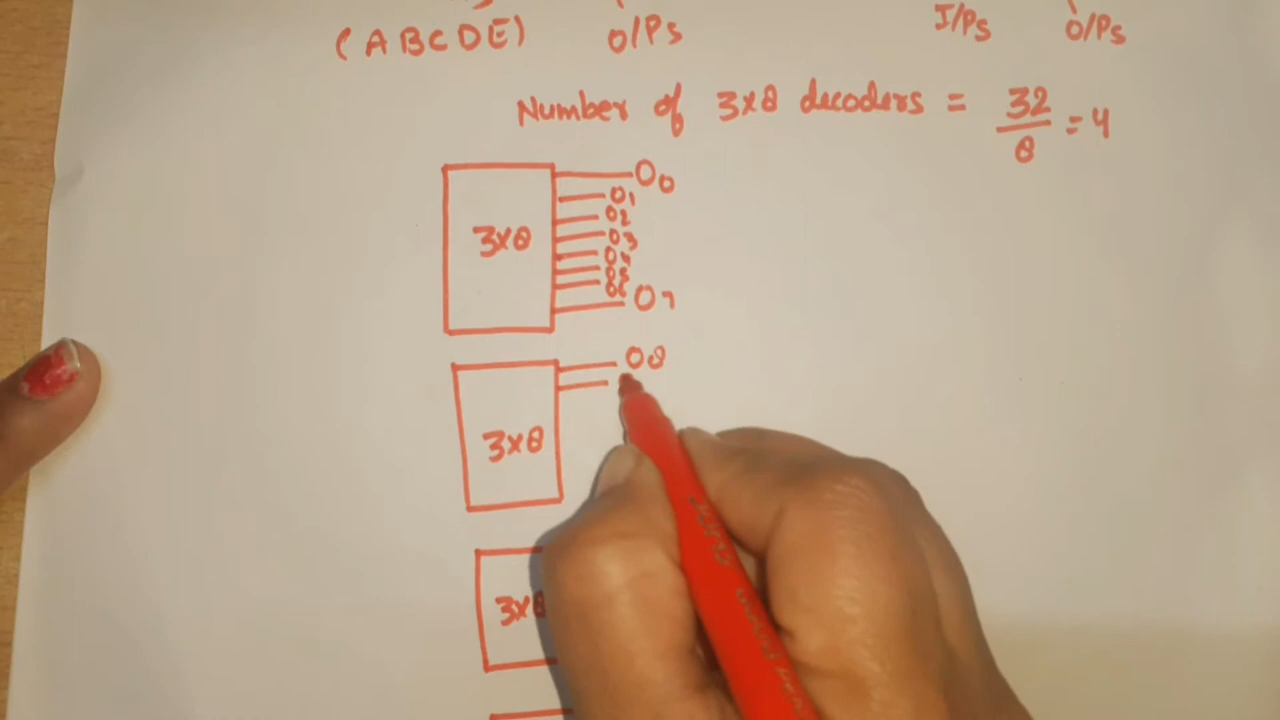 (ABCDE) O/Ps I/Ps O/Ps
Number of 3x8 decoders = 32/8 = 4
3x8
O0
O1
O2
O3
O4
O5
O6
O7
3x8
O8
3x8